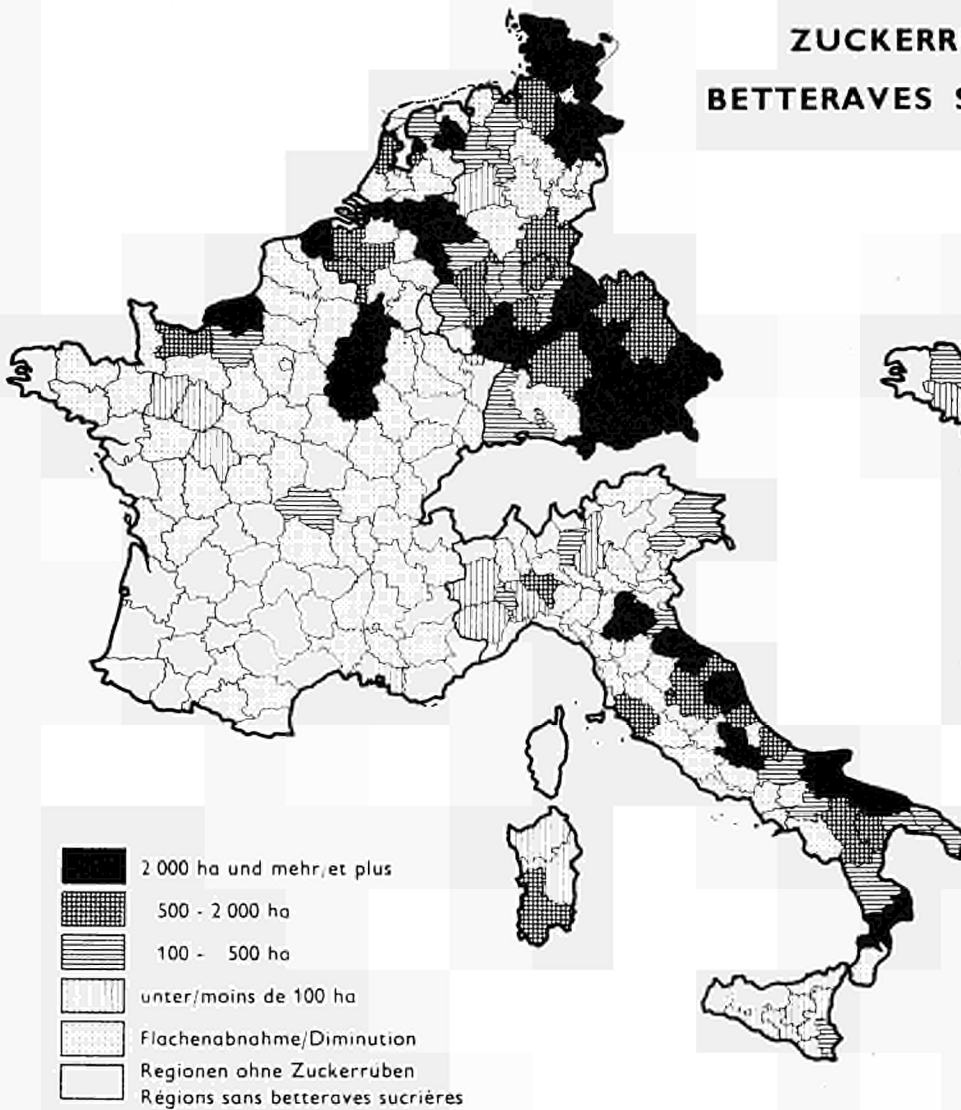 ZUCKERR
BETTERAVES S
2 000 ha und mehr/et plus
500 - 2 000 ha
100 - 500 ha
unter/moins de 100 ha
Flachenabnahme/Diminution
Regionen ohne Zuckerrüben
Régions sans betteraves sucrières